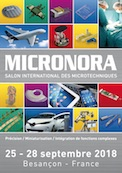 MICRONORA
SALON INTERNATIONAL DES MICROTECHNIQUES
Précision / Miniaturisation / Intégration de fonctions complexes
25 - 28 septembre 2018
Besançon - France